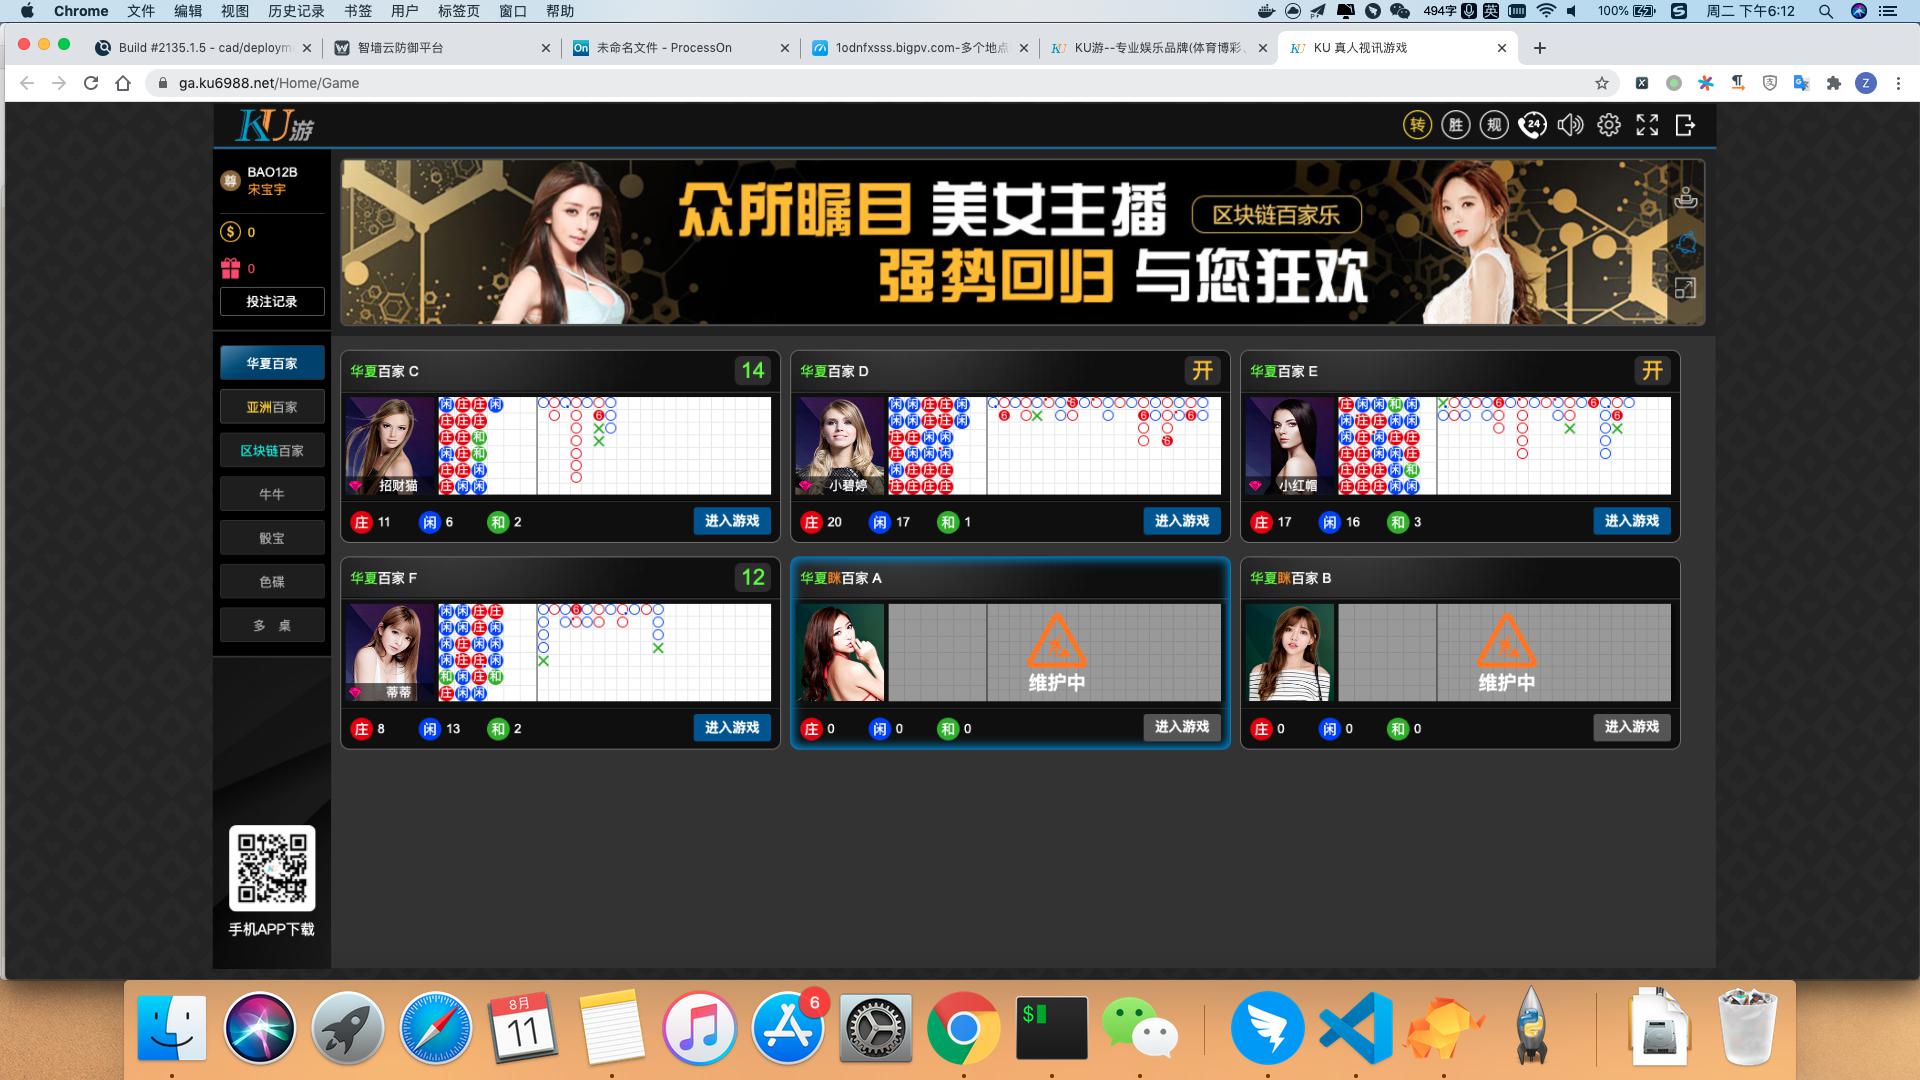 Chrome 文件 编辑 视图 历史记录 书签 用户 标签页 窗口 帮助
494字 英 100% 周二 下午6:12
Build #2135.1.5 - cad/deploym
智墙云防御平台
On 未命名文件 - ProcessOn
1odnfxsss.bigpv.com-多个地点
KU游--专业娱乐品牌(体育博彩、
KU 真人视讯游戏
ga.ku6988.net/Home/Game
Z
KU游
转 胜 规 24
尊 BAO12B
宋宝宇
$ 0
0
投注记录
众所瞩目 美女主播 区块链百家乐
强势回归 与您狂欢
华夏百家
亚洲百家
区块链百家
牛牛
骰宝
色碟
多 桌
手机APP下载
华夏百家 C 14
招财猫
庄 11 闲 6 和 2 进入游戏
华夏百家 D 开
小碧婷
庄 20 闲 17 和 1 进入游戏
华夏百家 E 开
小红帽
庄 17 闲 16 和 3 进入游戏
华夏百家 F 12
蒂蒂
庄 8 闲 13 和 2 进入游戏
华夏眯百家 A
维护中
庄 0 闲 0 和 0 进入游戏
华夏眯百家 B
维护中
庄 0 闲 0 和 0 进入游戏
8月
11
6
$